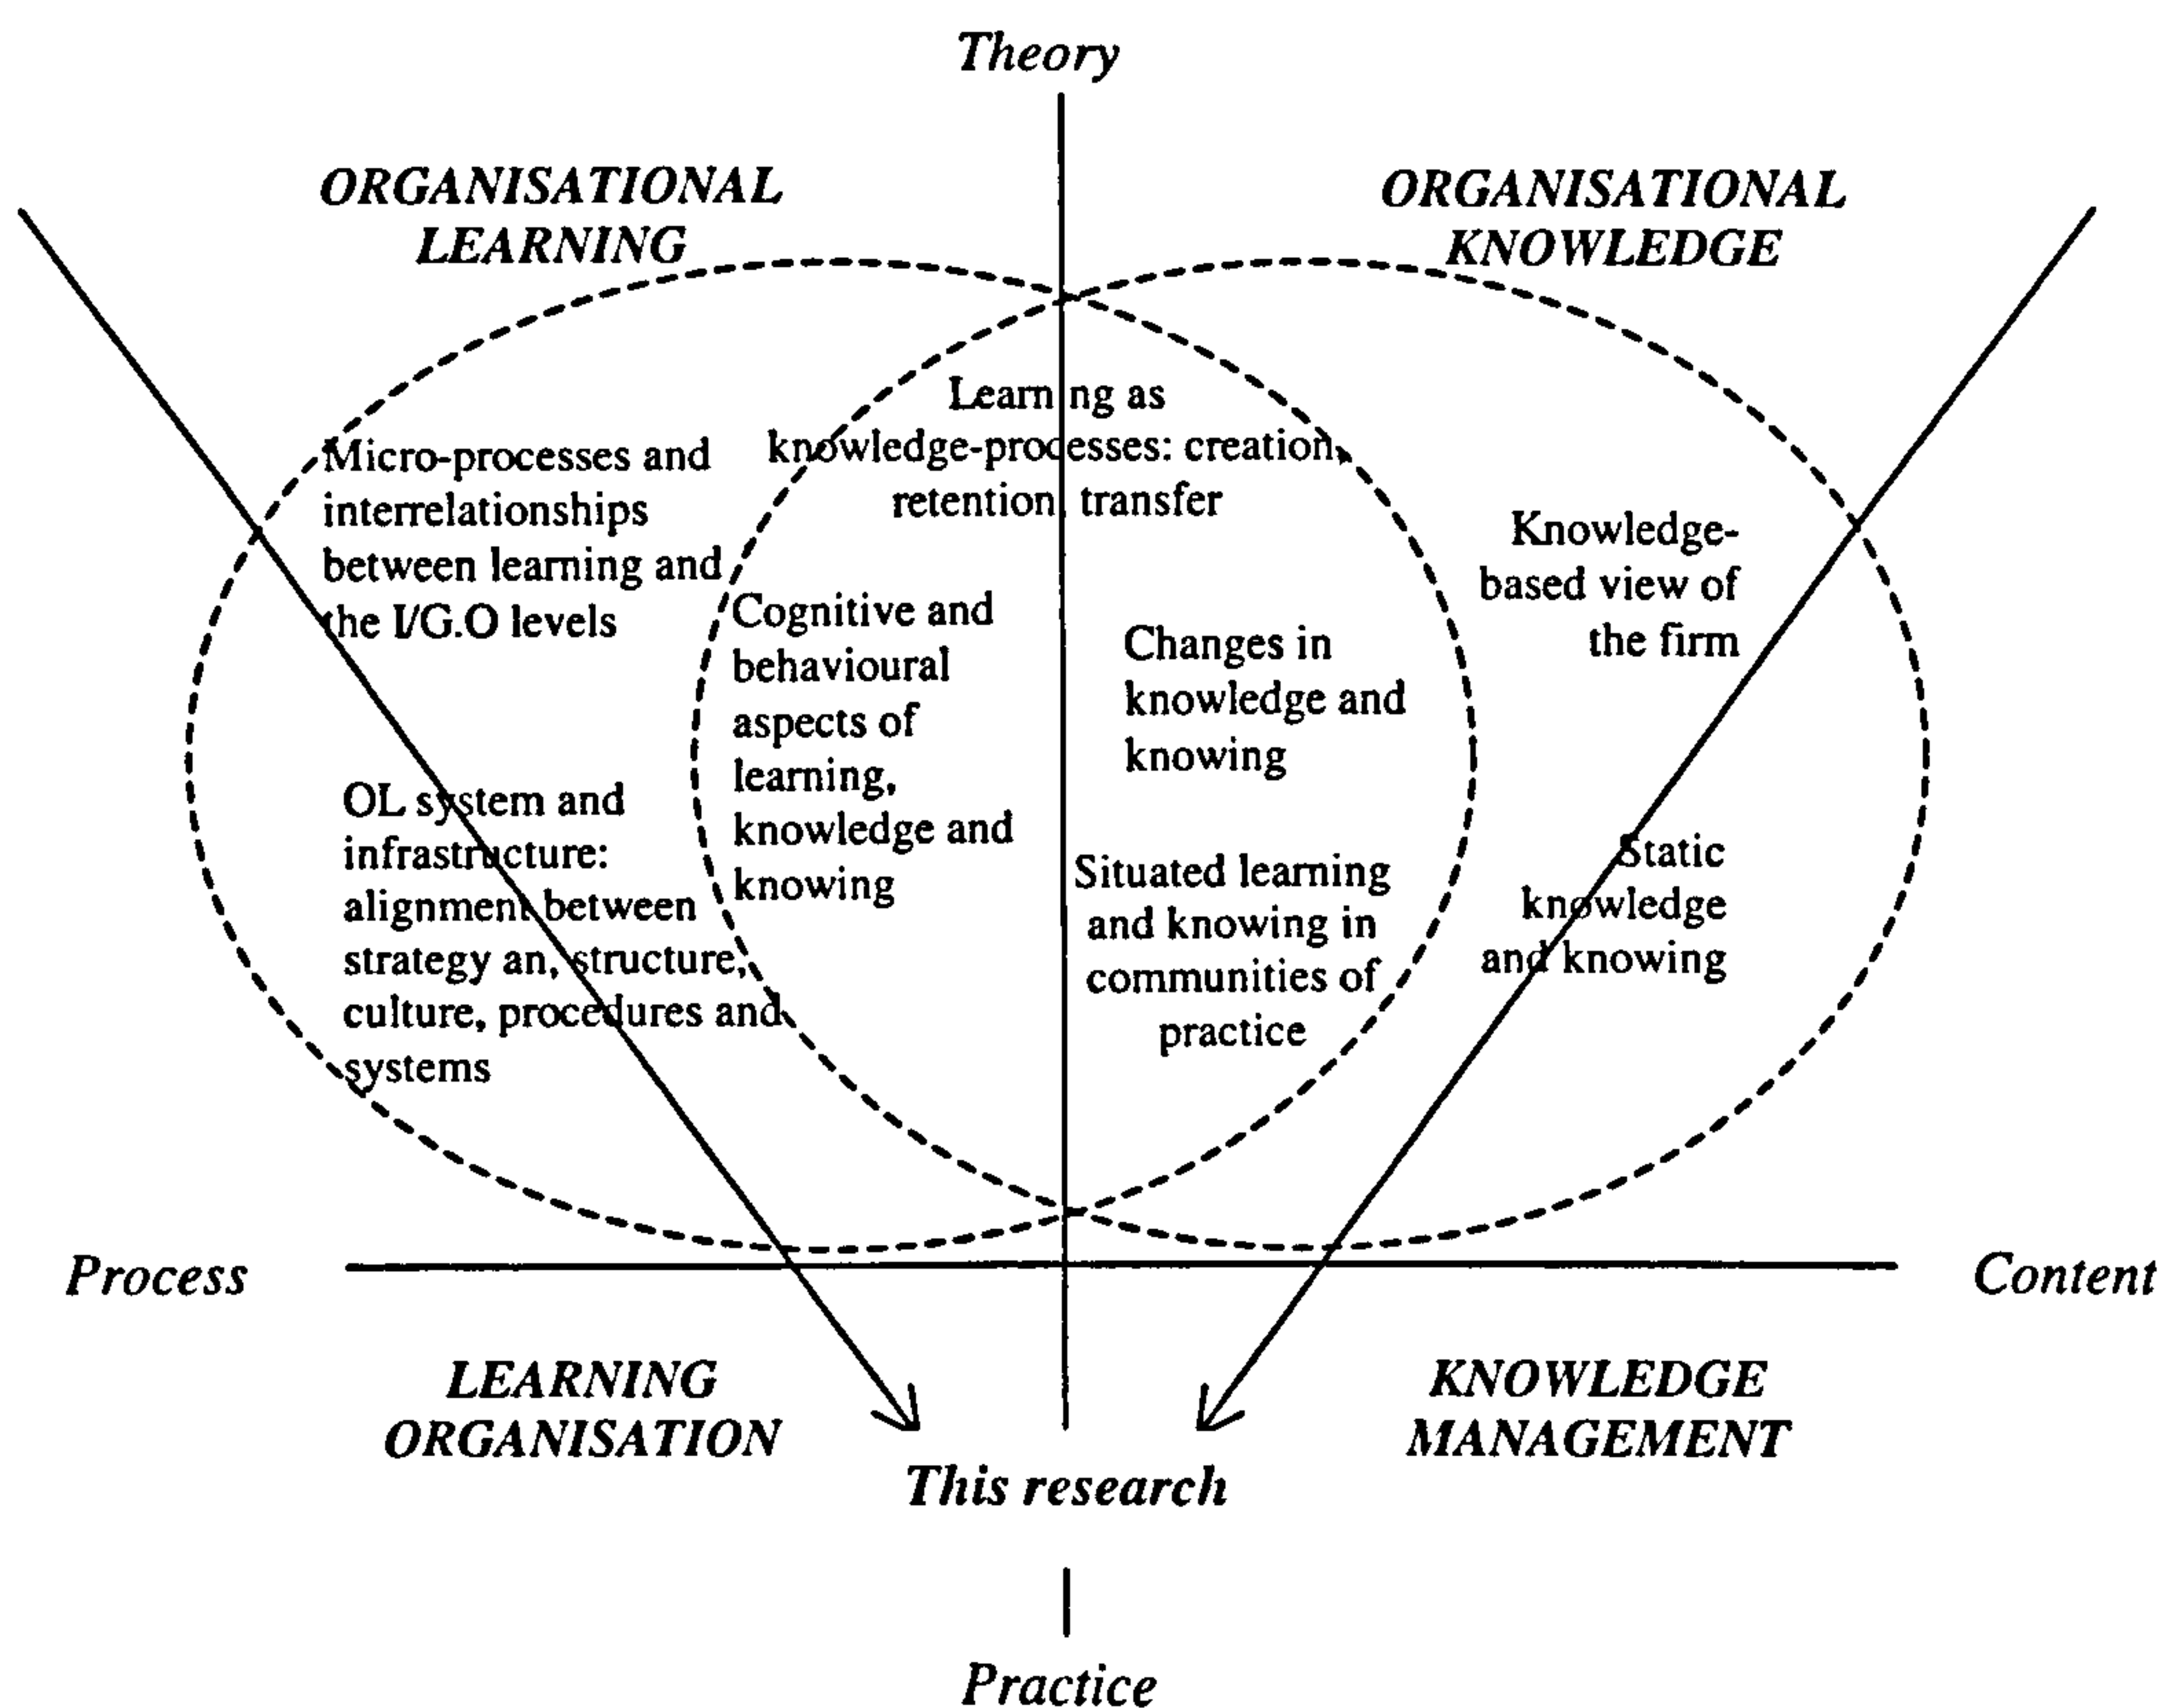 Theory
ORGANISATIONAL
LEARNING
ORGANISATIONAL
KNOWLEDGE
Learning as
knowledge-processes: creation,
retention, transfer
Micro-processes and
interrelationships
between learning and
the I/G.O levels
Cognitive and
behavioural
aspects of
learning,
knowledge and
knowing
Changes in
knowledge and
knowing
Knowledge-
based view of
the firm
OL system and
infrastructure:
alignment between
strategy an, structure,
culture, procedures and
systems
Situated learning
and knowing in
communities of
practice
Static
knowledge
and knowing
Process
Content
LEARNING
ORGANISATION
KNOWLEDGE
MANAGEMENT
This research
Practice